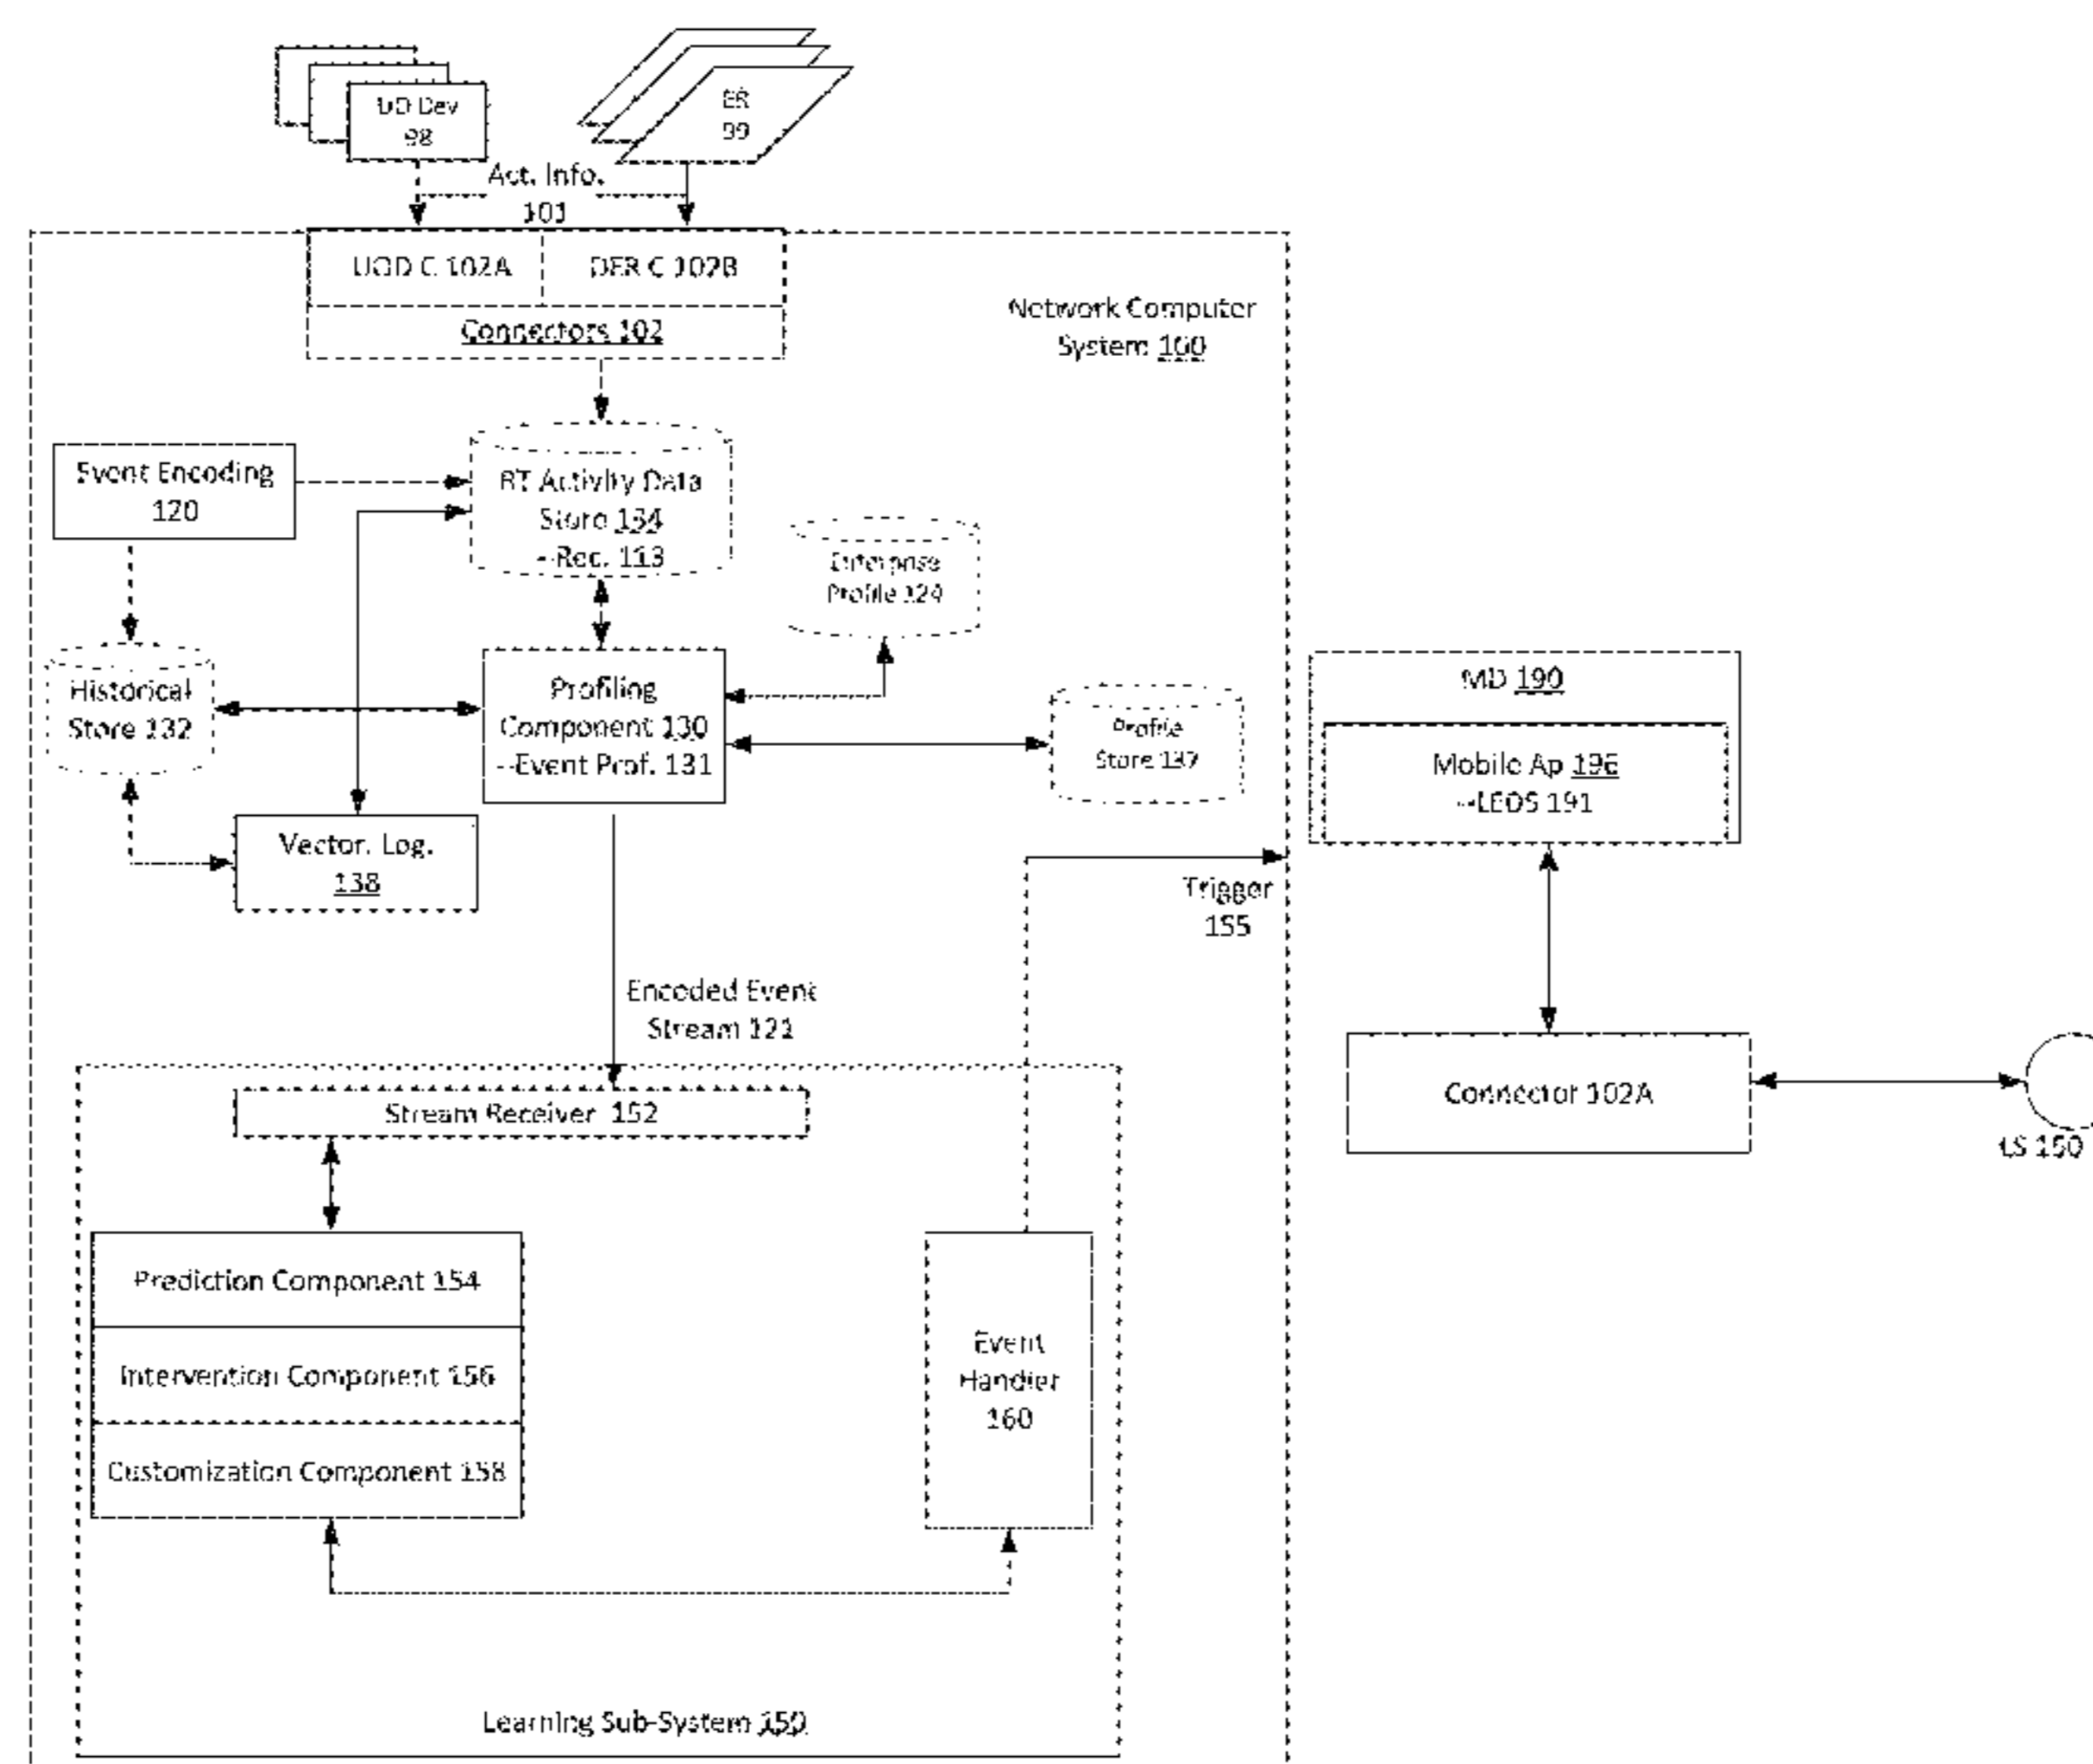 UD Dev
98
ER
99
Act. Info.
101
UOD C 102A
DER C 102B
Connectors 102
Network Computer
System 100
Event Encoding
120
RT Activity Data
Store 134
--Rec. 113
Enterprise
Profile 124
Historical
Store 132
Profiling
Component 130
--Event Prof. 131
Profile
Store 137
MD 190
Mobile Ap 196
--LEDS 191
Vector. Log.
138
Trigger
155
Encoded Event
Stream 121
Stream Receiver 152
Connector 102A
LS 150
Prediction Component 154
Intervention Component 156
Customization Component 158
Event
Handler
160
Learning Sub-System 150